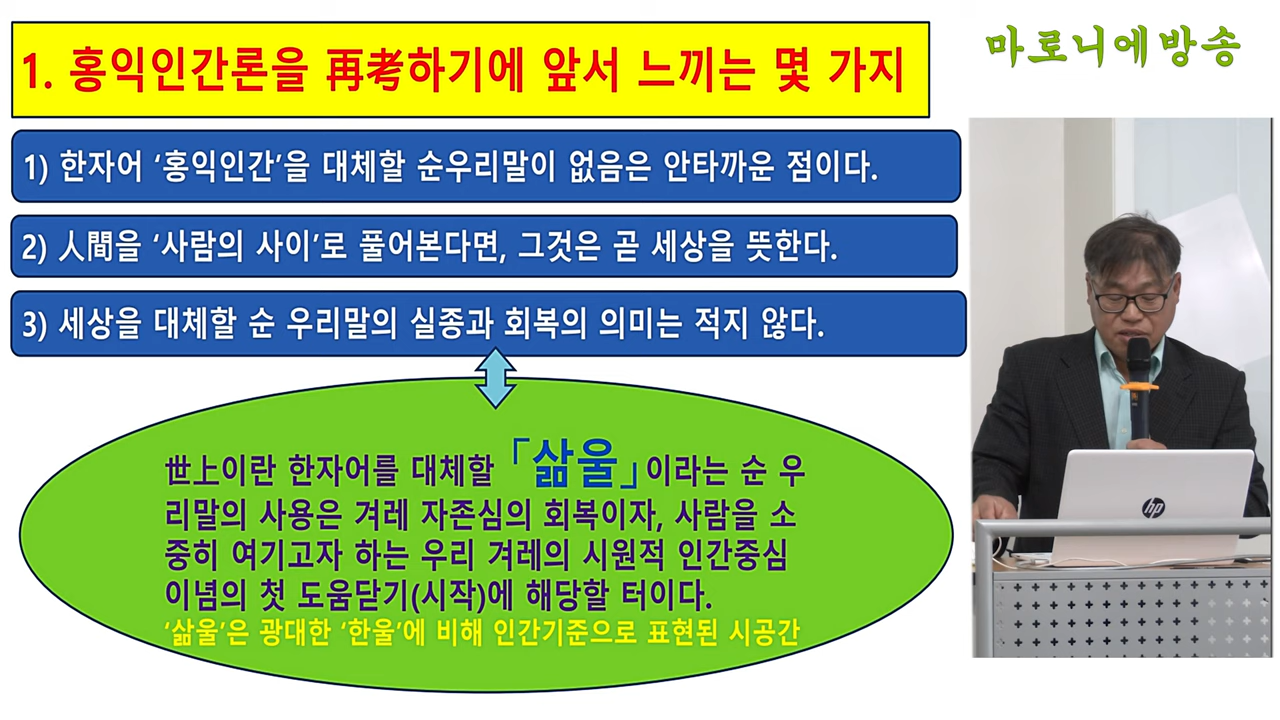 1. 홍익인간론을 再考하기에 앞서 느끼는 몇 가지
마로니에방송
1) 한자어 ‘홍익인간’을 대체할 순우리말이 없음은 안타까운 점이다.
2) 人間을 ‘사람의 사이’로 풀어본다면, 그것은 곧 세상을 뜻한다.
3) 세상을 대체할 순 우리말의 실종과 회복의 의미는 적지 않다.
世上이란 한자어를 대체할 「삶울」이라는 순 우
리말의 사용은 겨레 자존심의 회복이자, 사람을 소
중히 여기고자 하는 우리 겨레의 시원적 인간중심
이념의 첫 도움닫기(시작)에 해당할 터이다.
‘삶울’은 광대한 ‘한울’에 비해 인간기준으로 표현된 시공간
hp